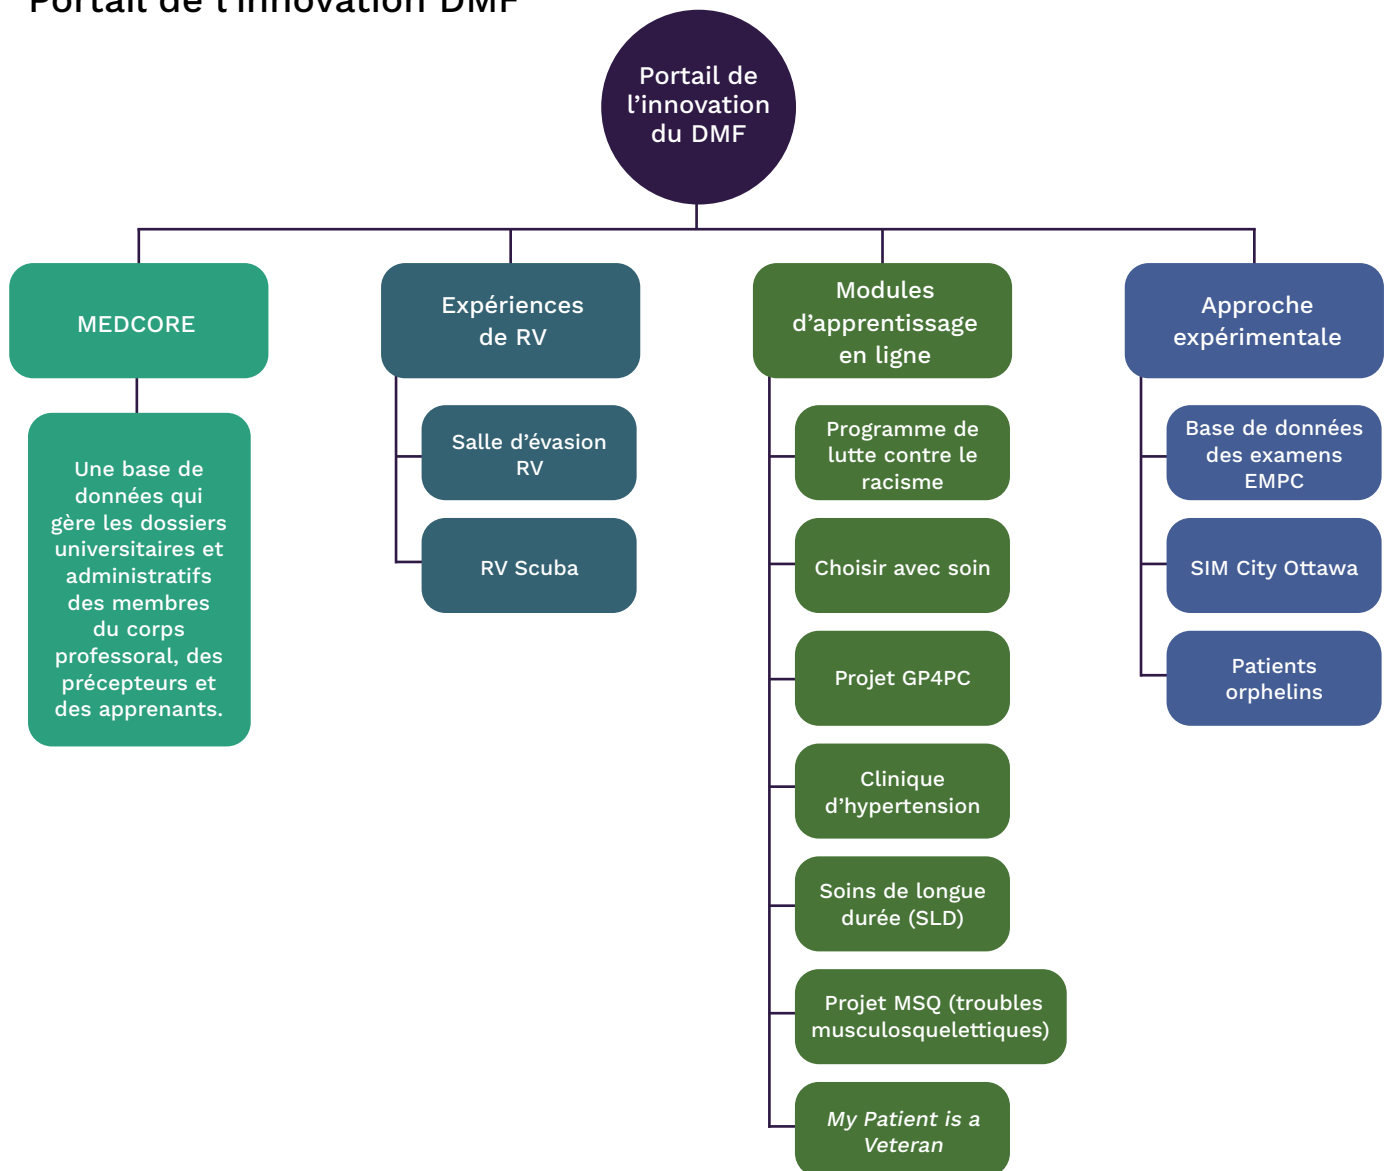 Portail de l'innovation DMF
Portail de
l'innovation
du DMF
MEDCORE
Une base de
données qui
gère les dossiers
universitaires et
administratifs
des membres
du corps
professoral, des
précepteurs et
des apprenants.
Expériences
de RV
Salle d'évasion
RV
RV Scuba
Modules
d'apprentissage
en ligne
Programme de
lutte contre le
racisme
Choisir avec soin
Projet GP4PC
Clinique
d'hypertension
Soins de longue
durée (SLD)
Projet MSQ (troubles
musculosquelettiques)
My Patient is a
Veteran
Approche
expérimentale
Base de données
des examens
EMPC
SIM City Ottawa
Patients
orphelins